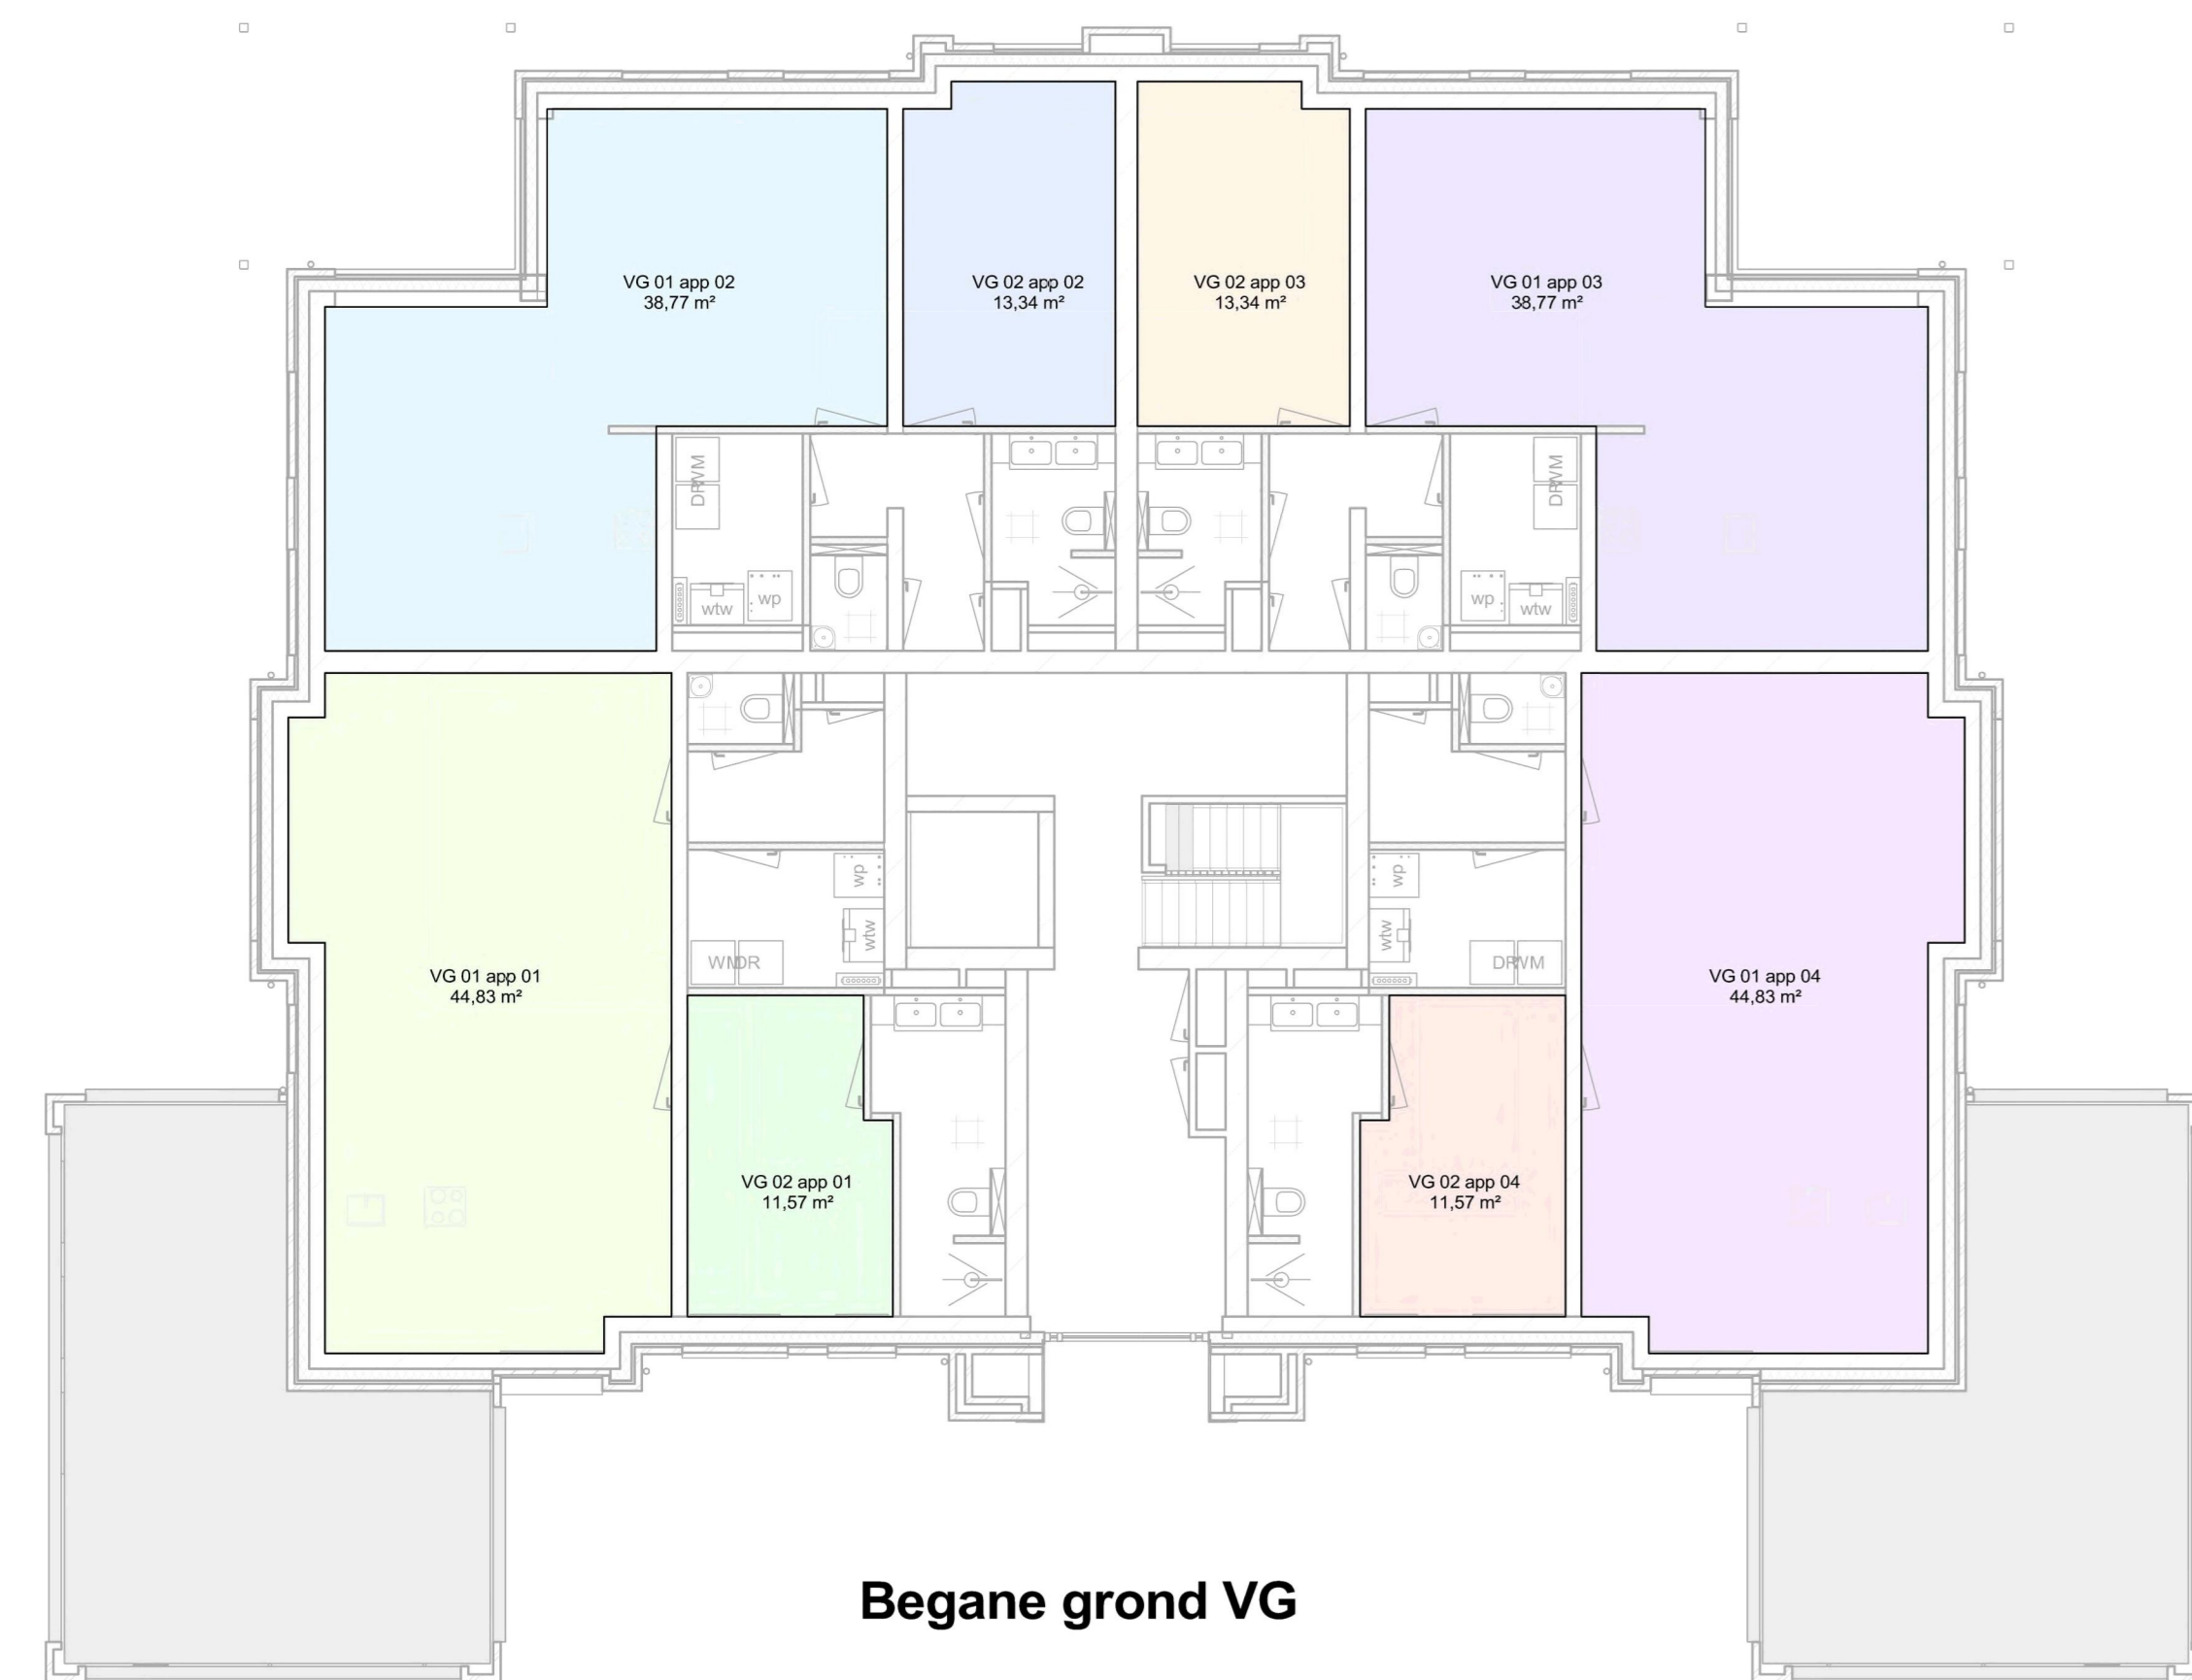 VG 01 app 02
38,77 m²
VG 02 app 02
13,34 m²
VG 02 app 03
13,34 m²
VG 01 app 03
38,77 m²
DRWM
DRWM
wtw
wp
wp
wtw
wp
wp
wtw
wtw
WMDR
DRWM
VG 01 app 01
44,83 m²
VG 01 app 04
44,83 m²
VG 02 app 01
11,57 m²
VG 02 app 04
11,57 m²
Begane grond VG